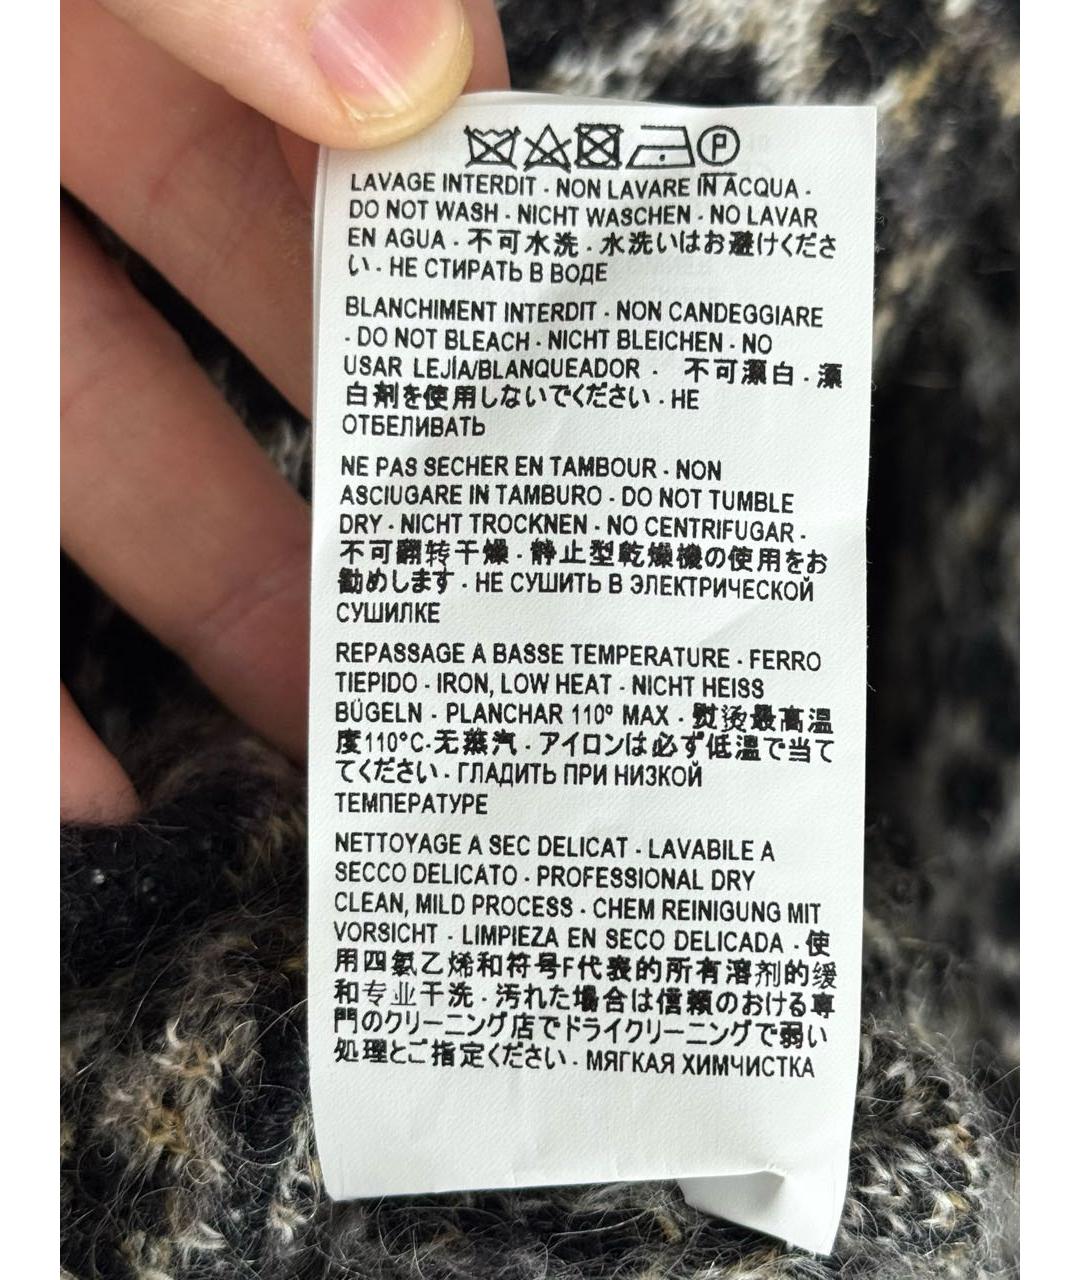 LAVAGE INTERDIT - NON LAVARE IN ACQUA -
DO NOT WASH - NICHT WASCHEN - NO LAVAR
EN AGUA - 不可水洗 - 水洗いはお避けくださ
い - НЕ СТИРАТЬ В ВОДЕ
BLANCHIMENT INTERDIT - NON CANDEGGIARE
- DO NOT BLEACH - NICHT BLEICHEN - NO
USAR LEJÍA/BLANQUEADOR - 不可漂白 - 漂
白剤を使用しないでください - НЕ
ОТБЕЛИВАТЬ
NE PAS SECHER EN TAMBOUR - NON
ASCIUGARE IN TAMBURO - DO NOT TUMBLE
DRY - NICHT TROCKNEN - NO CENTRIFUGAR -
不可翻转干燥 - 静止型乾燥機の使用をお
勧めします - НЕ СУШИТЬ В ЭЛЕКТРИЧЕСКОЙ
СУШИЛКЕ
REPASSAGE A BASSE TEMPERATURE - FERRO
TIEPIDO - IRON, LOW HEAT - NICHT HEISS
BÜGELN - PLANCHAR 110º MAX - 熨烫最高温
度110°C-无蒸汽 - アイロンは必ず低温で当て
てください - ГЛАДИТЬ ПРИ НИЗКОЙ
ТЕМПЕРАТУРЕ
NETTOYAGE A SEC DELICAT - LAVABILE A
SECCO DELICATO - PROFESSIONAL DRY
CLEAN, MILD PROCESS - CHEM REINIGUNG MIT
VORSICHT - LIMPIEZA EN SECO DELICADA - 使
用四氯乙烯和符号F代表的所有溶剂的缓
和专业干洗 - 汚れた場合は信頼のおける専
門のクリーニング店でドライクリーニングで弱い
処理とご指定ください - МЯГКАЯ ХИМЧИСТКА